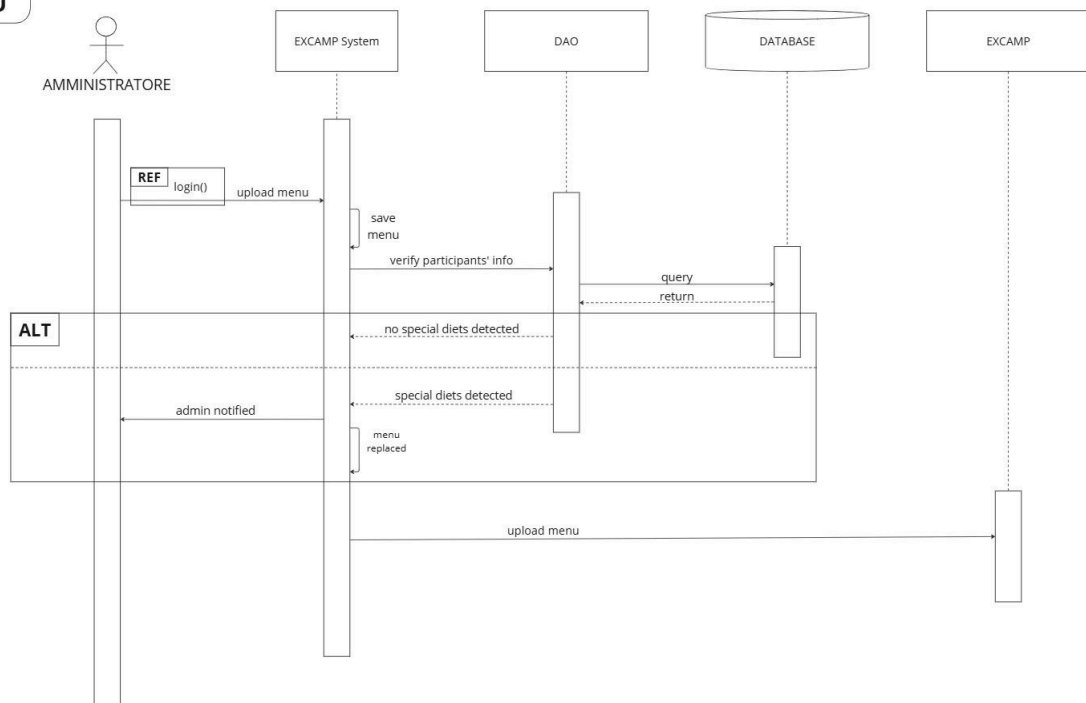 EXCAMP System
DAO
DATABASE
EXCAMP
AMMINISTRATORE
REF
login()
upload menu
save
menu
verify participants' info
query
return
ALT
no special diets detected
special diets detected
admin notified
menu
replaced
upload menu